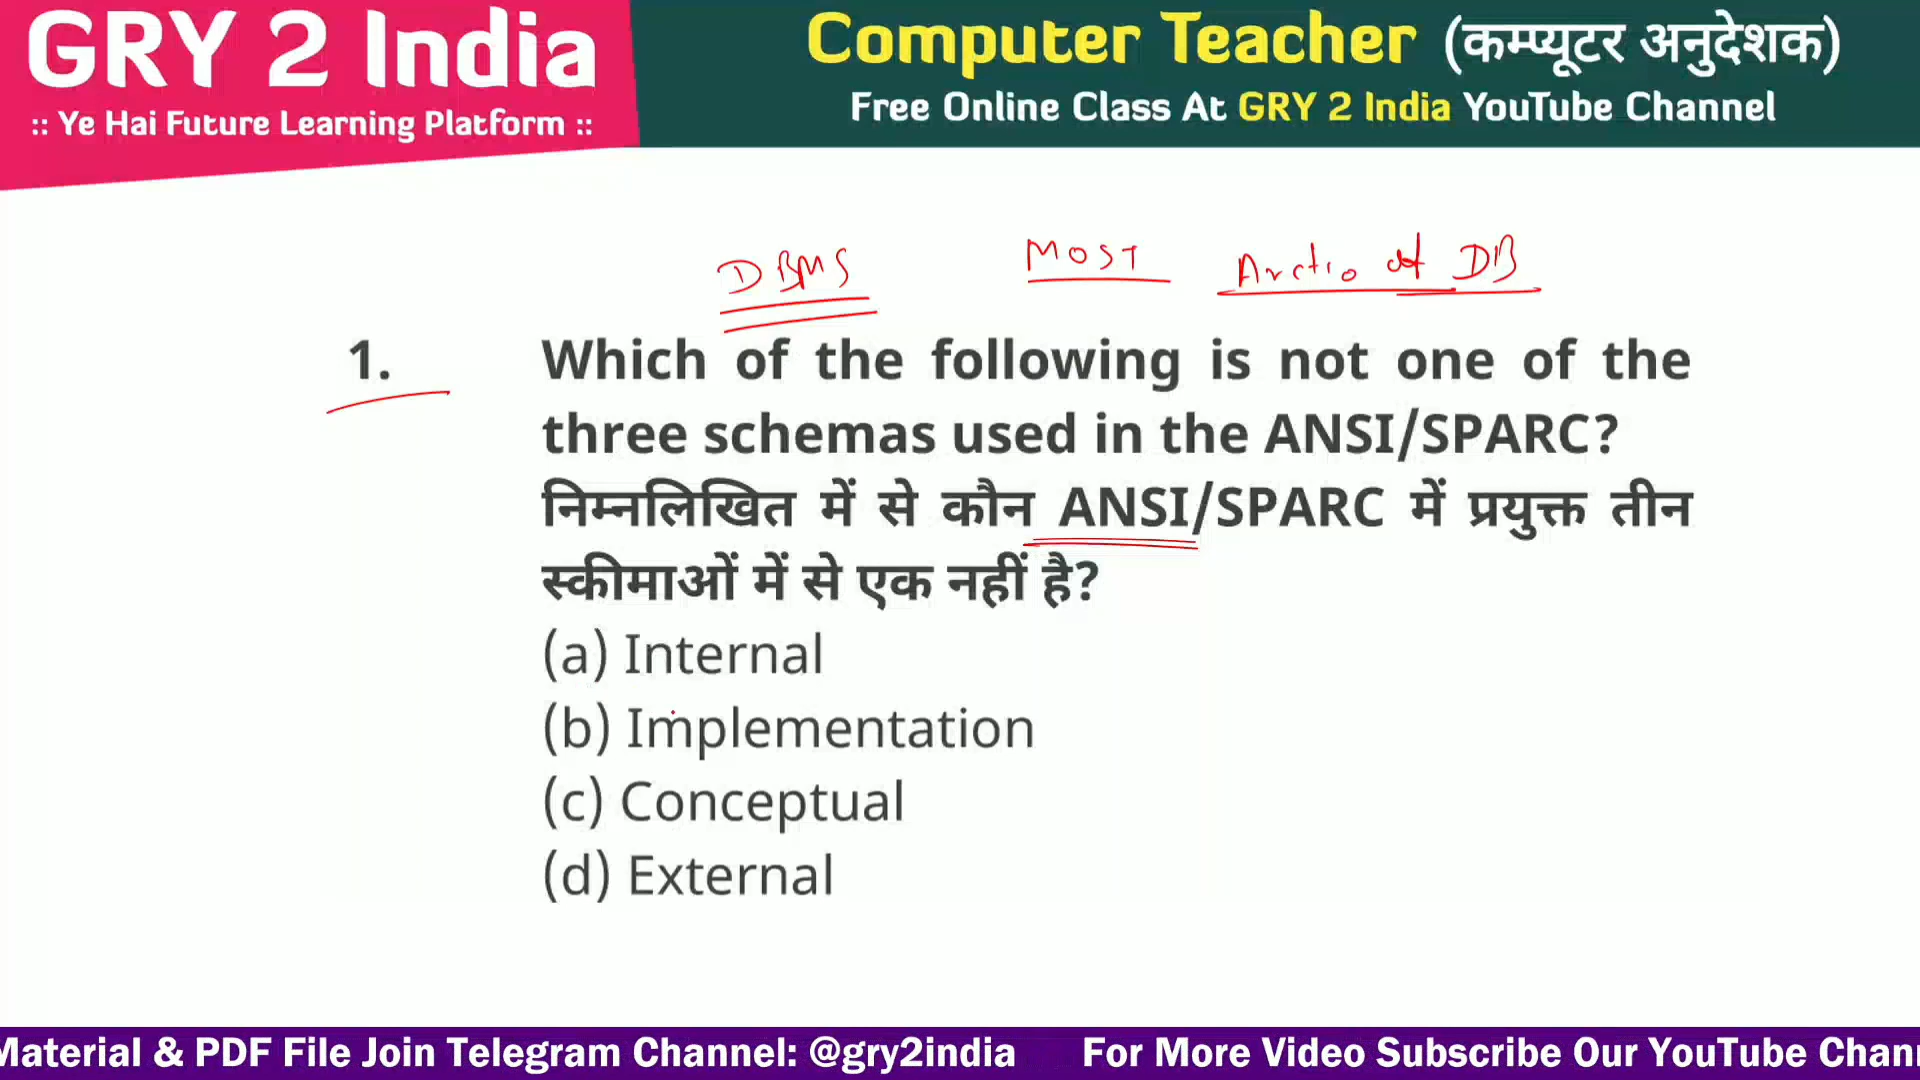 GRY 2 India
:: Ye Hai Future Learning Platform ::
Computer Teacher (कम्प्यूटर अनुदेशक)
Free Online Class At GRY 2 India YouTube Channel
DBMS MOST of DB
1. Which of the following is not one of the
three schemas used in the ANSI/SPARC?
निम्नलिखित में से कौन ANSI/SPARC में प्रयुक्त तीन
स्कीमाओं में से एक नहीं है?
(a) Internal
(b) Implementation
(c) Conceptual
(d) External
Material & PDF File Join Telegram Channel: @gry2india For More Video Subscribe Our YouTube Chan